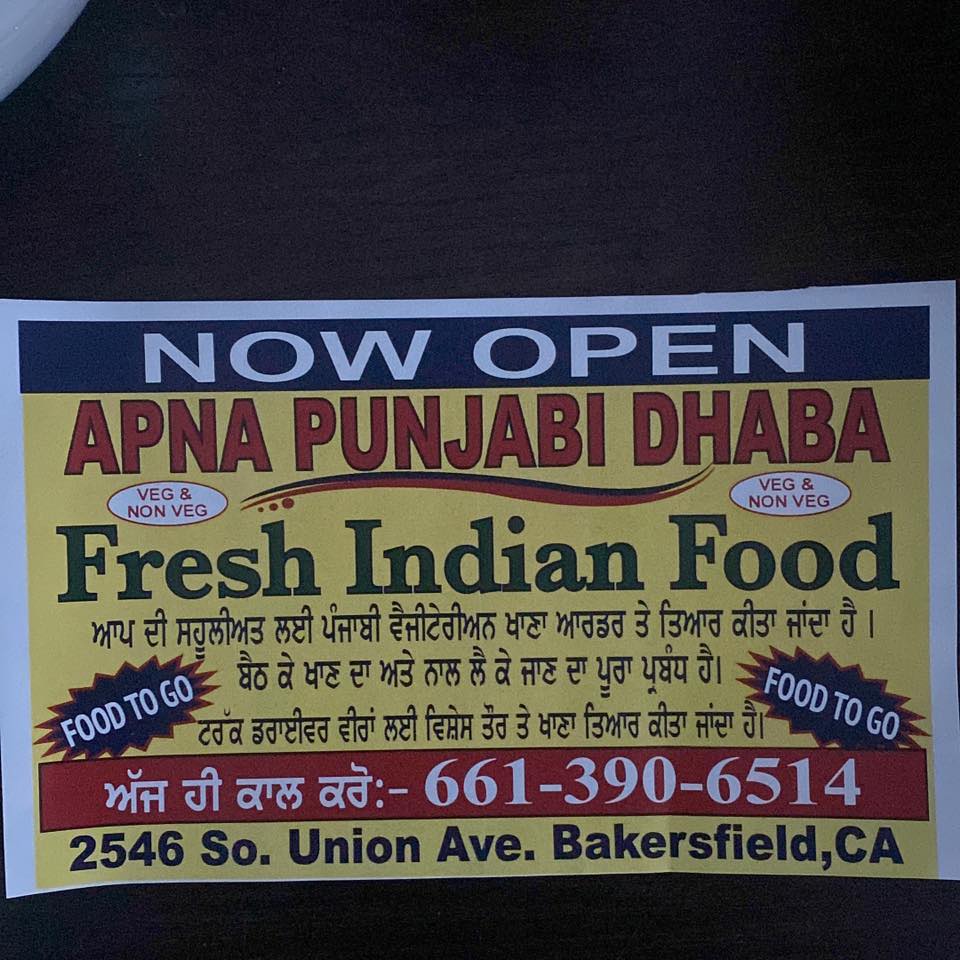 NOW OPEN
APNA PUNJABI DHABA
VEG &
NON VEG
VEG &
NON VEG
Fresh Indian Food
ਆਪ ਦੀ ਸਹੂਲੀਅਤ ਲਈ ਪੰਜਾਬੀ ਵੈਜੀਟੇਰੀਅਨ ਖਾਣਾ ਆਰਡਰ ਤੇ ਤਿਆਰ ਕੀਤਾ ਜਾਂਦਾ ਹੈ ।
ਬੈਠ ਕੇ ਖਾਣ ਦਾ ਅਤੇ ਨਾਲ ਲੈ ਕੇ ਜਾਣ ਦਾ ਪੂਰਾ ਪ੍ਰਬੰਧ ਹੈ।
FOOD TO GO
FOOD TO GO
ਟਰੱਕ ਡਰਾਈਵਰ ਵੀਰਾਂ ਲਈ ਵਿਸ਼ੇਸ ਤੌਰ ਤੇ ਖਾਣਾ ਤਿਆਰ ਕੀਤਾ ਜਾਂਦਾ ਹੈ।
ਅੱਜ ਹੀ ਕਾਲ ਕਰੋ:- 661-390-6514
2546 So. Union Ave. Bakersfield,CA